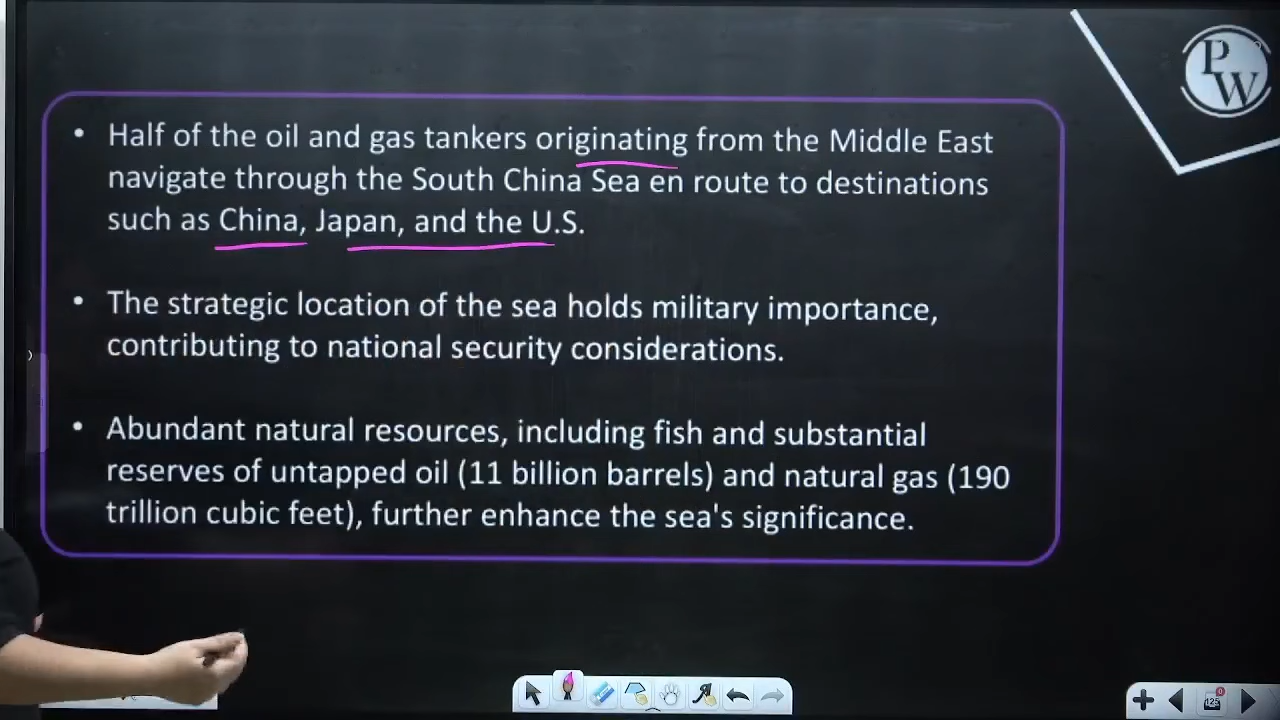 PW
• Half of the oil and gas tankers originating from the Middle East
navigate through the South China Sea en route to destinations
such as China, Japan, and the U.S.
• The strategic location of the sea holds military importance,
contributing to national security considerations.
• Abundant natural resources, including fish and substantial
reserves of untapped oil (11 billion barrels) and natural gas (190
trillion cubic feet), further enhance the sea's significance.
125